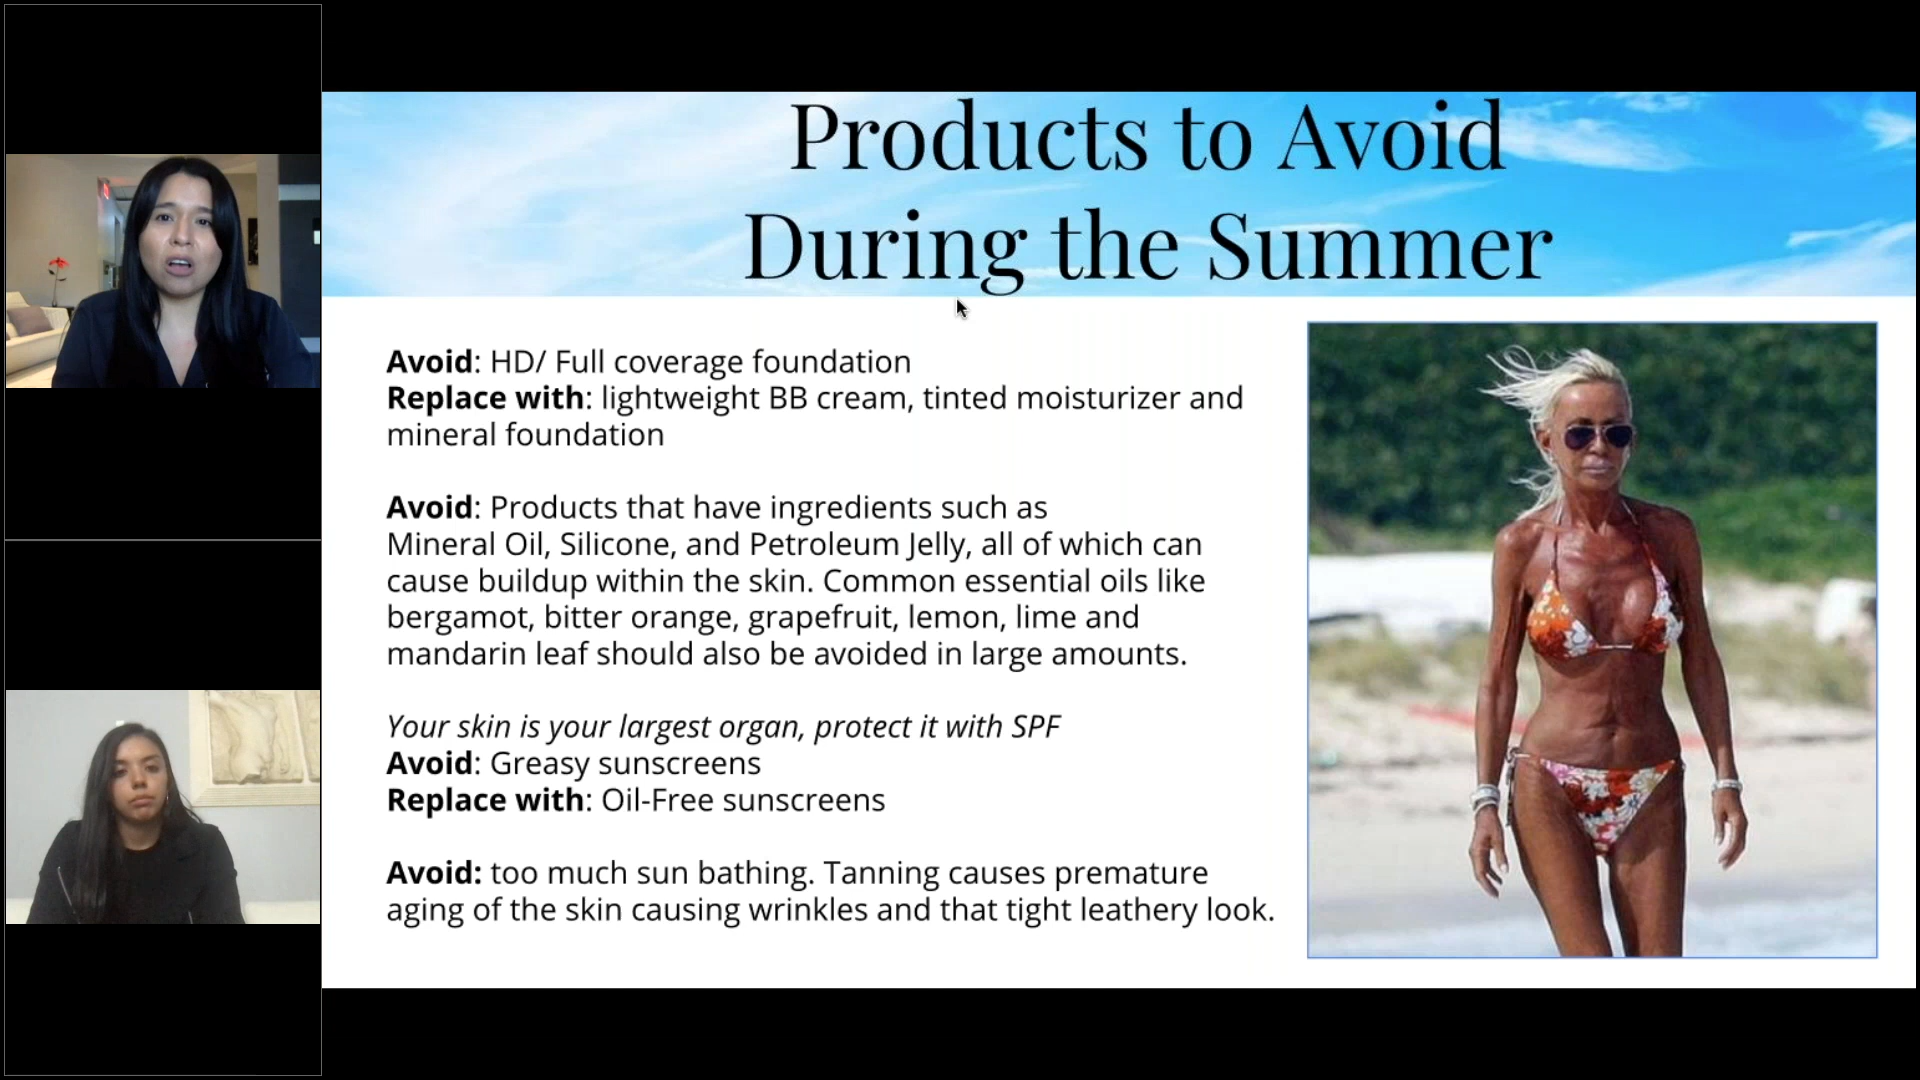 Products to Avoid
During the Summer
Avoid: HD/ Full coverage foundation
Replace with: lightweight BB cream, tinted moisturizer and
mineral foundation
Avoid: Products that have ingredients such as
Mineral Oil, Silicone, and Petroleum Jelly, all of which can
cause buildup within the skin. Common essential oils like
bergamot, bitter orange, grapefruit, lemon, lime and
mandarin leaf should also be avoided in large amounts.
Your skin is your largest organ, protect it with SPF
Avoid: Greasy sunscreens
Replace with: Oil-Free sunscreens
Avoid: too much sun bathing. Tanning causes premature
aging of the skin causing wrinkles and that tight leathery look.